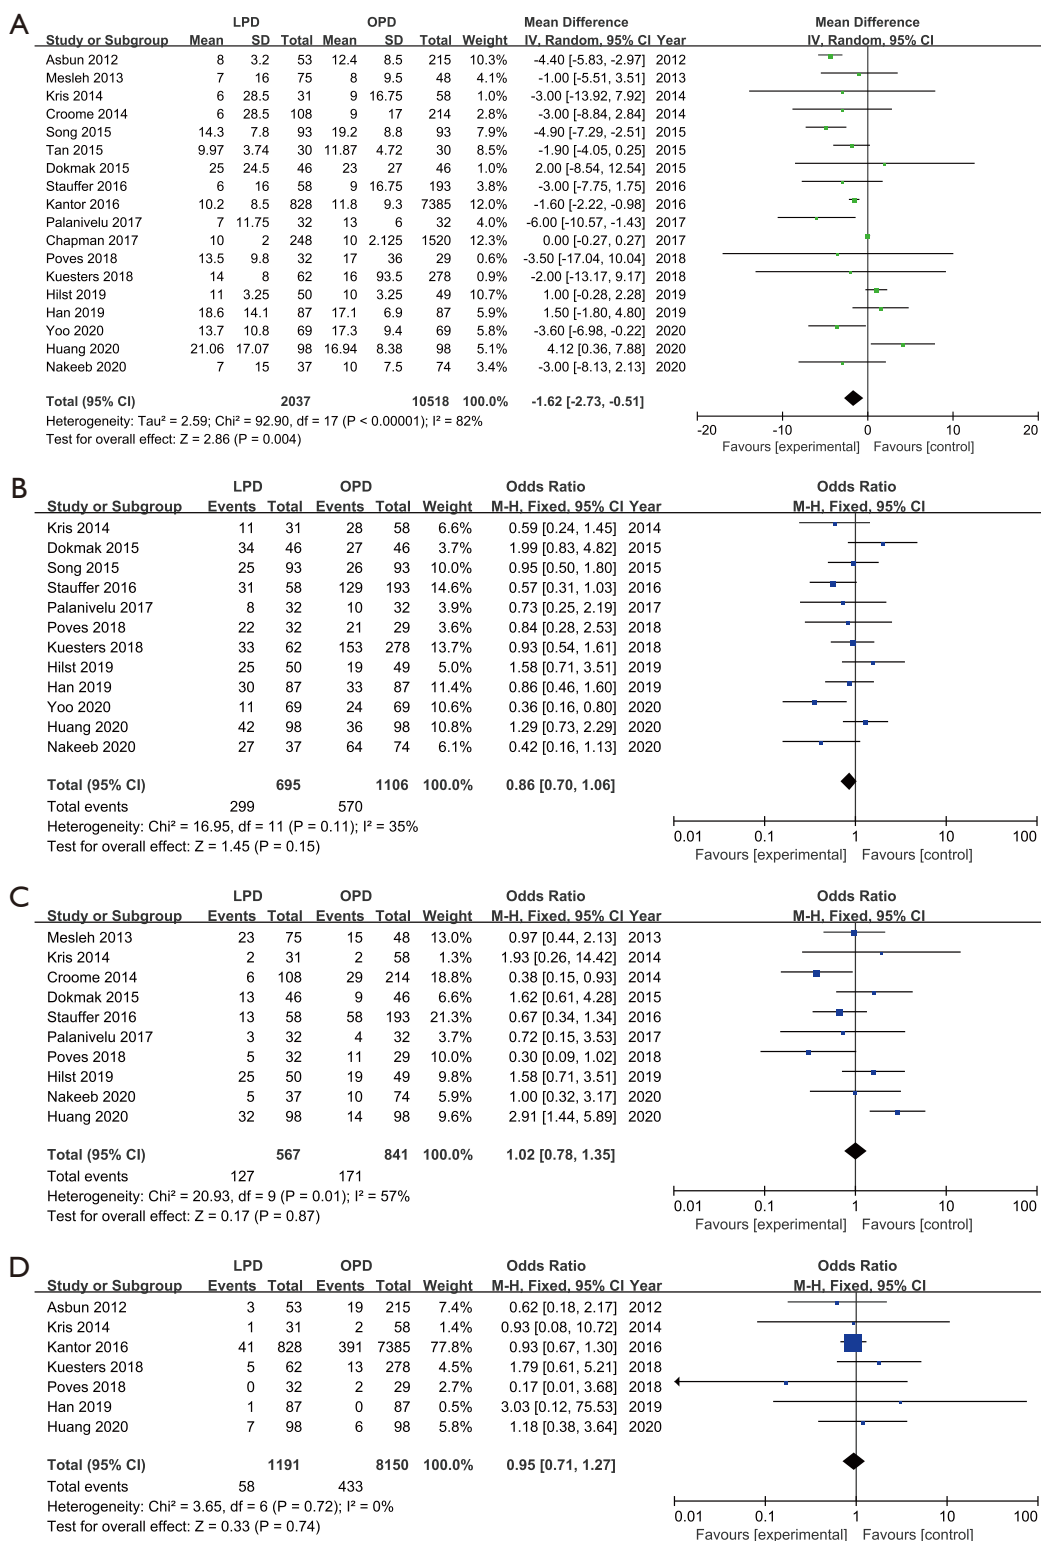 A
LPD OPD Mean Difference Mean Difference
Study or Subgroup Mean SD Total Mean SD Total Weight IV, Random, 95% CI Year IV, Random, 95% CI
Asbun 2012 8 3.2 53 12.4 8.5 215 10.3% -4.40 [-5.83, -2.97] 2012
Mesleh 2013 7 16 75 8 9.5 48 4.1% -1.00 [-5.51, 3.51] 2013
Kris 2014 6 28.5 31 9 16.75 58 1.0% -3.00 [-13.92, 7.92] 2014
Croome 2014 6 28.5 108 9 17 214 2.8% -3.00 [-8.84, 2.84] 2014
Song 2015 14.3 7.8 93 19.2 8.8 93 7.9% -4.90 [-7.29, -2.51] 2015
Tan 2015 9.97 3.74 30 11.87 4.72 30 8.5% -1.90 [-4.05, 0.25] 2015
Dokmak 2015 25 24.5 46 23 27 46 1.0% 2.00 [-8.54, 12.54] 2015
Stauffer 2016 6 16 58 9 16.75 193 3.8% -3.00 [-7.75, 1.75] 2016
Kantor 2016 10.2 8.5 828 11.8 9.3 7385 12.0% -1.60 [-2.22, -0.98] 2016
Palanivelu 2017 7 11.75 32 13 6 32 4.0% -6.00 [-10.57, -1.43] 2017
Chapman 2017 10 2 248 10 2.125 1520 12.3% 0.00 [-0.27, 0.27] 2017
Poves 2018 13.5 9.8 32 17 36 29 0.7% -3.50 [-17.04, 10.04] 2018
Kuesters 2018 14 8 62 16 93.5 278 0.9% -2.00 [-13.17, 9.17] 2018
Hilst 2019 11 3.25 50 10 3.25 49 10.7% 1.00 [-0.28, 2.28] 2019
Han 2019 18.6 14.1 87 17.1 6.9 87 5.9% 1.50 [-1.80, 4.80] 2019
Yoo 2020 13.7 10.8 69 17.3 9.4 69 5.8% -3.60 [-6.98, -0.22] 2020
Huang 2020 21.06 17.07 98 16.94 8.38 98 5.1% 4.12 [0.36, 7.88] 2020
Nakeeb 2020 7 15 37 10 7.5 74 3.4% -3.00 [-8.13, 2.13] 2020
Total (95% CI) 2037 10518 100.0% -1.62 [-2.73, -0.51]
Heterogeneity: Tau² = 2.59; Chi² = 92.90, df = 17 (P < 0.00001); I² = 82%
Test for overall effect: Z = 2.86 (P = 0.004)
-20 -10 0 10 20
Favours [experimental] Favours [control]
B
LPD OPD Odds Ratio Odds Ratio
Study or Subgroup Events Total Events Total Weight M-H, Fixed, 95% CI Year M-H, Fixed, 95% CI
Kris 2014 11 31 28 58 6.6% 0.59 [0.24, 1.45] 2014
Dokmak 2015 34 46 27 46 3.7% 1.99 [0.83, 4.82] 2015
Song 2015 25 93 26 93 10.0% 0.95 [0.50, 1.80] 2015
Stauffer 2016 31 58 129 193 14.6% 0.57 [0.31, 1.03] 2016
Palanivelu 2017 8 32 10 32 3.9% 0.73 [0.25, 2.19] 2017
Poves 2018 22 32 21 29 3.6% 0.84 [0.28, 2.53] 2018
Kuesters 2018 33 62 153 278 13.7% 0.93 [0.54, 1.61] 2018
Hilst 2019 25 50 19 49 5.0% 1.58 [0.71, 3.51] 2019
Han 2019 30 87 33 87 11.4% 0.86 [0.46, 1.60] 2019
Yoo 2020 11 69 24 69 10.6% 0.36 [0.16, 0.80] 2020
Huang 2020 42 98 36 98 10.8% 1.29 [0.73, 2.29] 2020
Nakeeb 2020 27 37 64 74 6.1% 0.42 [0.16, 1.13] 2020
Total (95% CI) 695 1106 100.0% 0.86 [0.70, 1.06]
Total events 299 570
Heterogeneity: Chi² = 16.95, df = 11 (P = 0.11); I² = 35%
Test for overall effect: Z = 1.45 (P = 0.15)
0.01 0.1 1 10 100
Favours [experimental] Favours [control]
C
LPD OPD Odds Ratio Odds Ratio
Study or Subgroup Events Total Events Total Weight M-H, Fixed, 95% CI Year M-H, Fixed, 95% CI
Mesleh 2013 23 75 15 48 13.0% 0.97 [0.44, 2.13] 2013
Kris 2014 2 31 2 58 1.3% 1.93 [0.26, 14.42] 2014
Croome 2014 6 108 29 214 18.8% 0.38 [0.15, 0.93] 2014
Dokmak 2015 13 46 9 46 6.6% 1.62 [0.61, 4.28] 2015
Stauffer 2016 13 58 58 193 21.3% 0.67 [0.34, 1.34] 2016
Palanivelu 2017 3 32 4 32 3.7% 0.72 [0.15, 3.53] 2017
Poves 2018 5 32 11 29 10.0% 0.30 [0.09, 1.02] 2018
Hilst 2019 25 50 19 49 9.8% 1.58 [0.71, 3.51] 2019
Nakeeb 2020 5 37 10 74 5.9% 1.00 [0.32, 3.17] 2020
Huang 2020 32 98 14 98 9.6% 2.91 [1.44, 5.89] 2020
Total (95% CI) 567 841 100.0% 1.02 [0.78, 1.35]
Total events 127 171
Heterogeneity: Chi² = 20.93, df = 9 (P = 0.01); I² = 57%
Test for overall effect: Z = 0.17 (P = 0.87)
0.01 0.1 1 10 100
Favours [experimental] Favours [control]
D
LPD OPD Odds Ratio Odds Ratio
Study or Subgroup Events Total Events Total Weight M-H, Fixed, 95% CI Year M-H, Fixed, 95% CI
Asbun 2012 3 53 19 215 7.4% 0.62 [0.18, 2.17] 2012
Kris 2014 1 31 2 58 1.4% 0.93 [0.08, 10.72] 2014
Kantor 2016 41 828 391 7385 77.8% 0.93 [0.67, 1.30] 2016
Kuesters 2018 5 62 13 278 4.5% 1.79 [0.61, 5.21] 2018
Poves 2018 0 32 2 29 2.7% 0.17 [0.01, 3.68] 2018
Han 2019 1 87 0 87 0.5% 3.03 [0.12, 75.53] 2019
Huang 2020 7 98 6 98 5.8% 1.18 [0.38, 3.64] 2020
Total (95% CI) 1191 8150 100.0% 0.95 [0.71, 1.27]
Total events 58 433
Heterogeneity: Chi² = 3.65, df = 6 (P = 0.72); I² = 0%
Test for overall effect: Z = 0.33 (P = 0.74)
0.01 0.1 1 10 100
Favours [experimental] Favours [control]